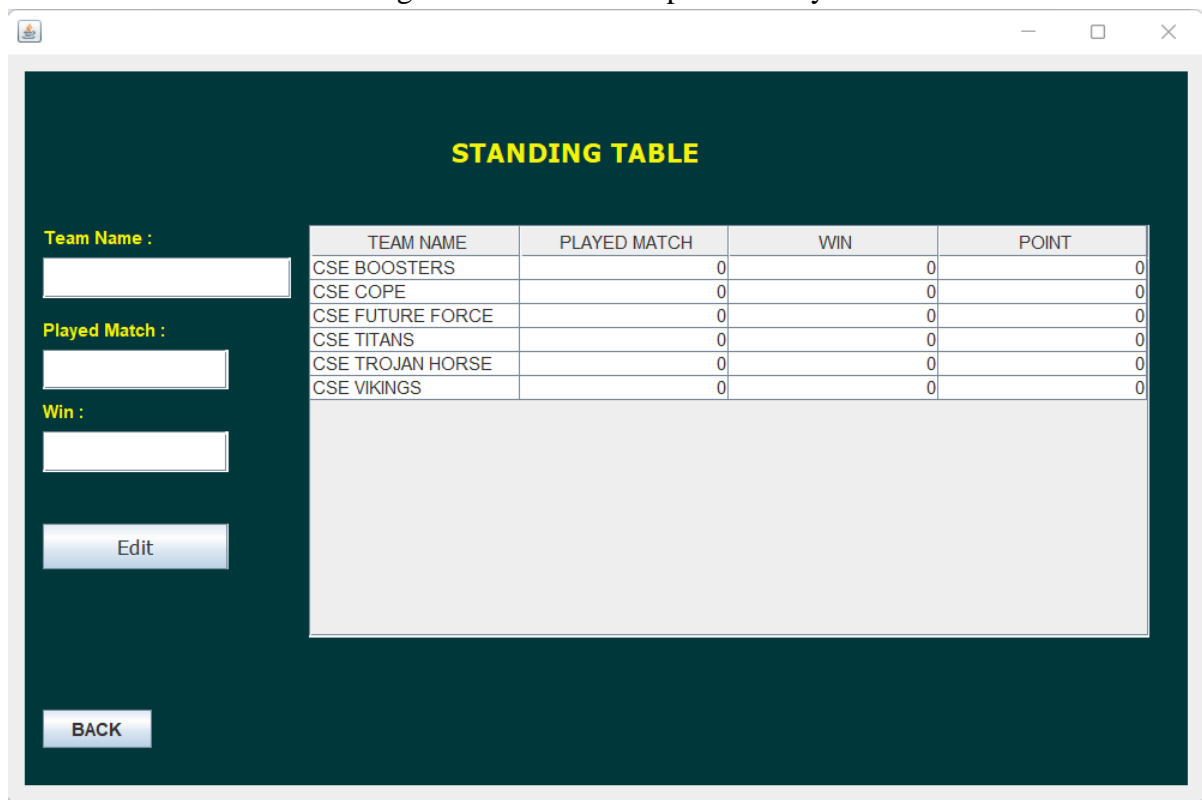 STANDING TABLE
Team Name :
Played Match :
Win :
Edit
BACK
TEAM NAME PLAYED MATCH WIN POINT
CSE BOOSTERS 0 0 0
CSE COPE 0 0 0
CSE FUTURE FORCE 0 0 0
CSE TITANS 0 0 0
CSE TROJAN HORSE 0 0 0
CSE VIKINGS 0 0 0